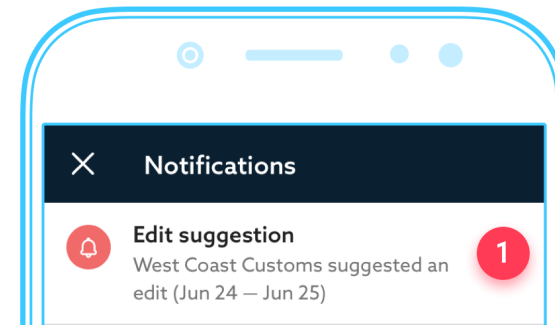 Notifications
Edit suggestion
1
West Coast Customs suggested an
edit (Jun 24 — Jun 25)